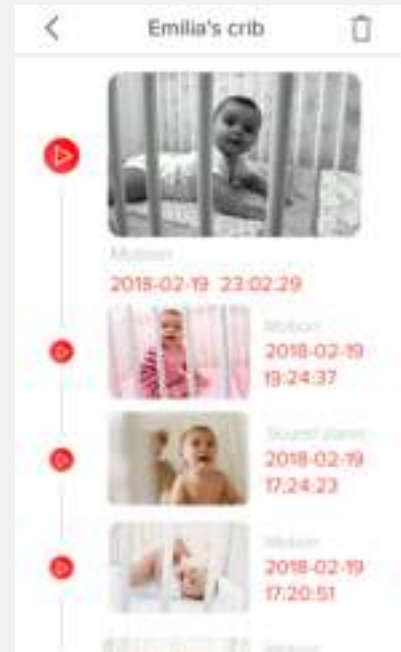 Emilia's crib
Motion
2018-02-19 23:02:29
Motion
2018-02-19
19:24:37
Sound alarm
2018-02-19
17:24:23
Motion
2018-02-19
17:20:51
Motion